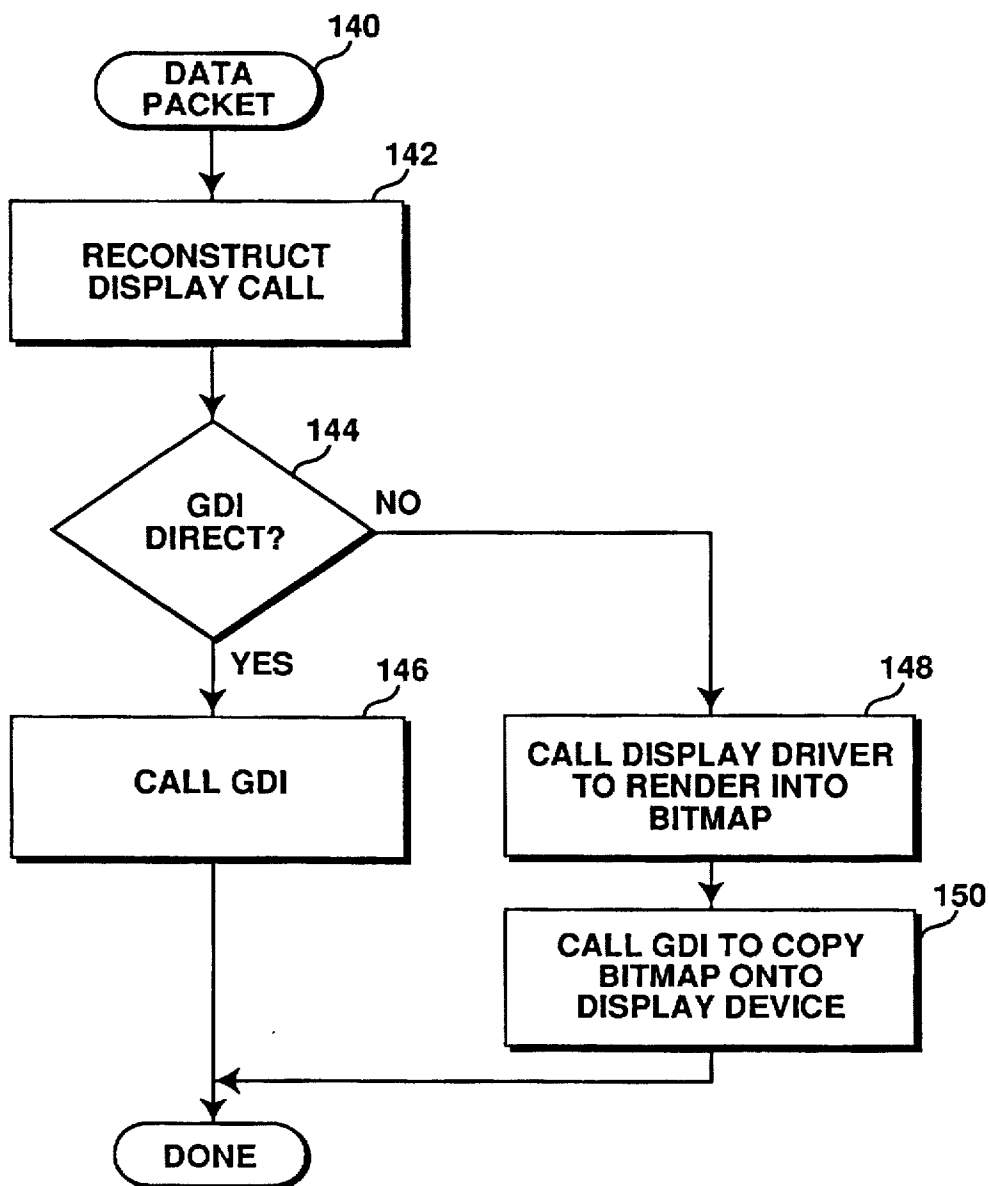 140
DATA
PACKET
142
RECONSTRUCT
DISPLAY CALL
144
GDI
DIRECT?
NO
YES
146
CALL GDI
148
CALL DISPLAY DRIVER
TO RENDER INTO
BITMAP
150
CALL GDI TO COPY
BITMAP ONTO
DISPLAY DEVICE
DONE